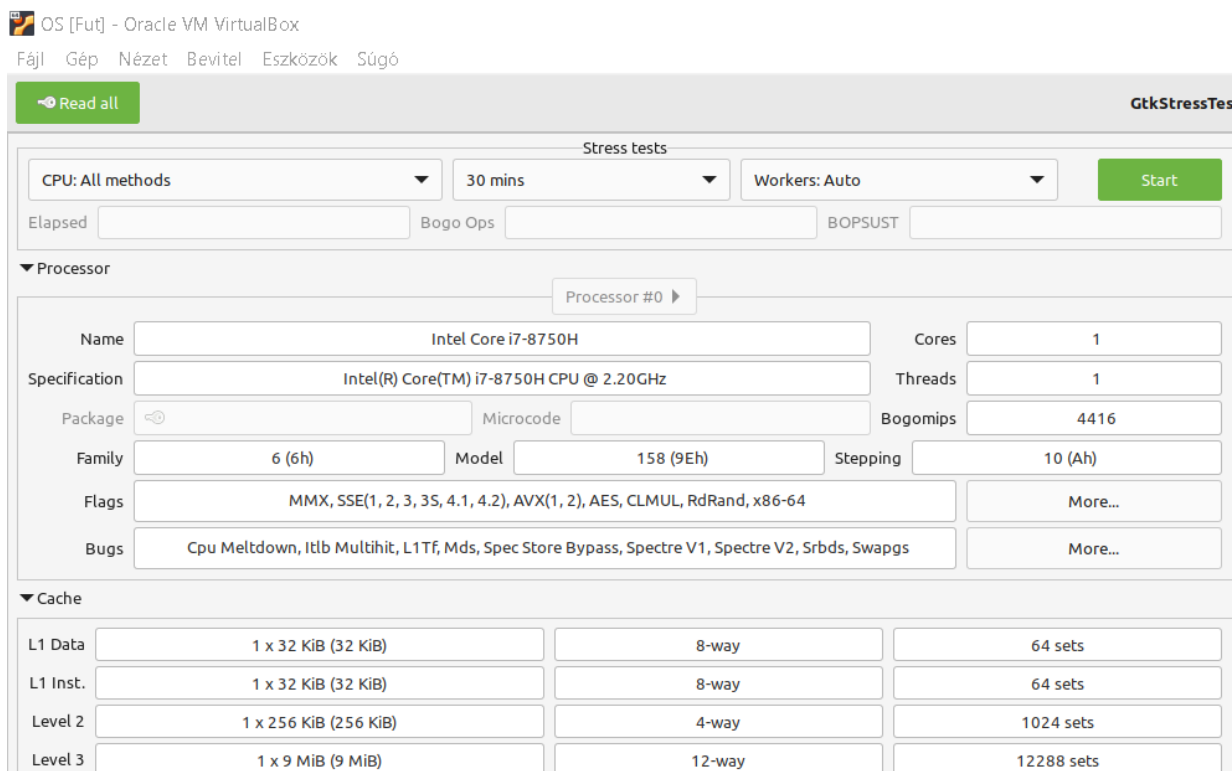 OS [Fut] - Oracle VM VirtualBox
Fájl Gép Nézet Bevitel Eszközök Súgó
Read all GtkStressTes
Stress tests
CPU: All methods 30 mins Workers: Auto Start
Elapsed Bogo Ops BOPSUST
Processor
Processor #0
Name Intel Core i7-8750H Cores 1
Specification Intel(R) Core(TM) i7-8750H CPU @ 2.20GHz Threads 1
Package Microcode Bogomips 4416
Family 6 (6h) Model 158 (9Eh) Stepping 10 (Ah)
Flags MMX, SSE(1, 2, 3, 3S, 4.1, 4.2), AVX(1, 2), AES, CLMUL, RdRand, x86-64 More...
Bugs Cpu Meltdown, Itlb Multihit, L1Tf, Mds, Spec Store Bypass, Spectre V1, Spectre V2, Srbds, Swapgs More...
Cache
L1 Data 1 x 32 KiB (32 KiB) 8-way 64 sets
L1 Inst. 1 x 32 KiB (32 KiB) 8-way 64 sets
Level 2 1 x 256 KiB (256 KiB) 4-way 1024 sets
Level 3 1 x 9 MiB (9 MiB) 12-way 12288 sets